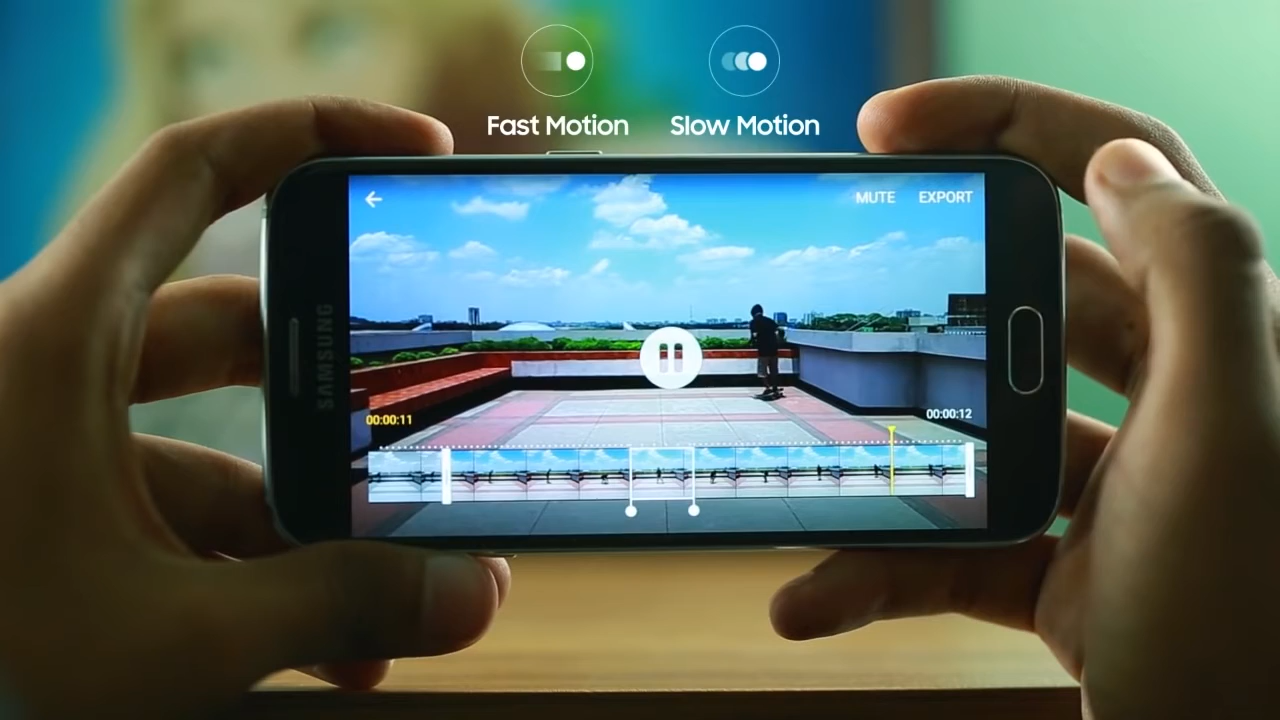 Fast Motion
Slow Motion
MUTE
EXPORT
SAMSUNG
00:00:11
00:00:12